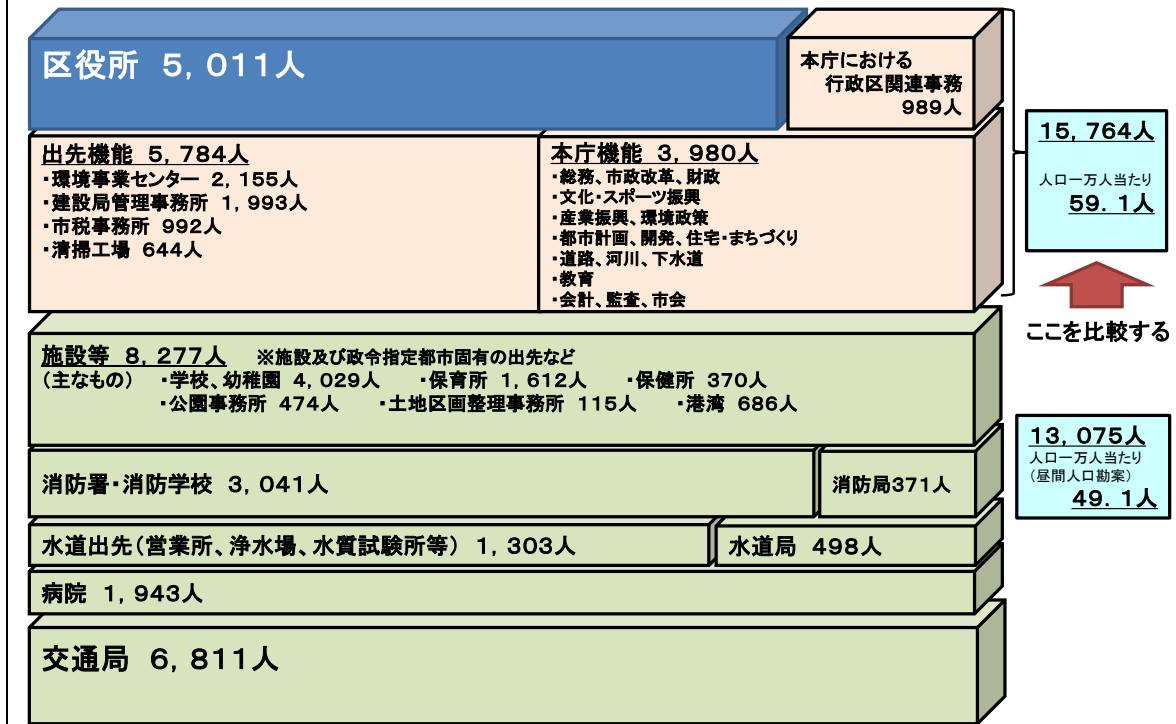 区役所 5,011人
本庁における
行政区関連事務
989人
出先機能 5,784人
・環境事業センター 2,155人
・建設局管理事務所 1,993人
・市税事務所 992人
・清掃工場 644人
本庁機能 3,980人
・総務、市政改革、財政
・文化・スポーツ振興
・産業振興、環境政策
・都市計画、開発、住宅・まちづくり
・道路、河川、下水道
・教育
・会計、監査、市会
15,764人
人口一万人当たり
59.1人
ここを比較する
施設等 8,277人 ※施設及び政令指定都市固有の出先など
(主なもの) ・学校、幼稚園 4,029人 ・保育所 1,612人 ・保健所 370人
・公園事務所 474人 ・土地区画整理事務所 115人 ・港湾 686人
13,075人
人口一万人当たり
(昼間人口勘案)
49.1人
消防署・消防学校 3,041人
消防局371人
水道出先(営業所、浄水場、水質試験所等) 1,303人
水道局 498人
病院 1,943人
交通局 6,811人